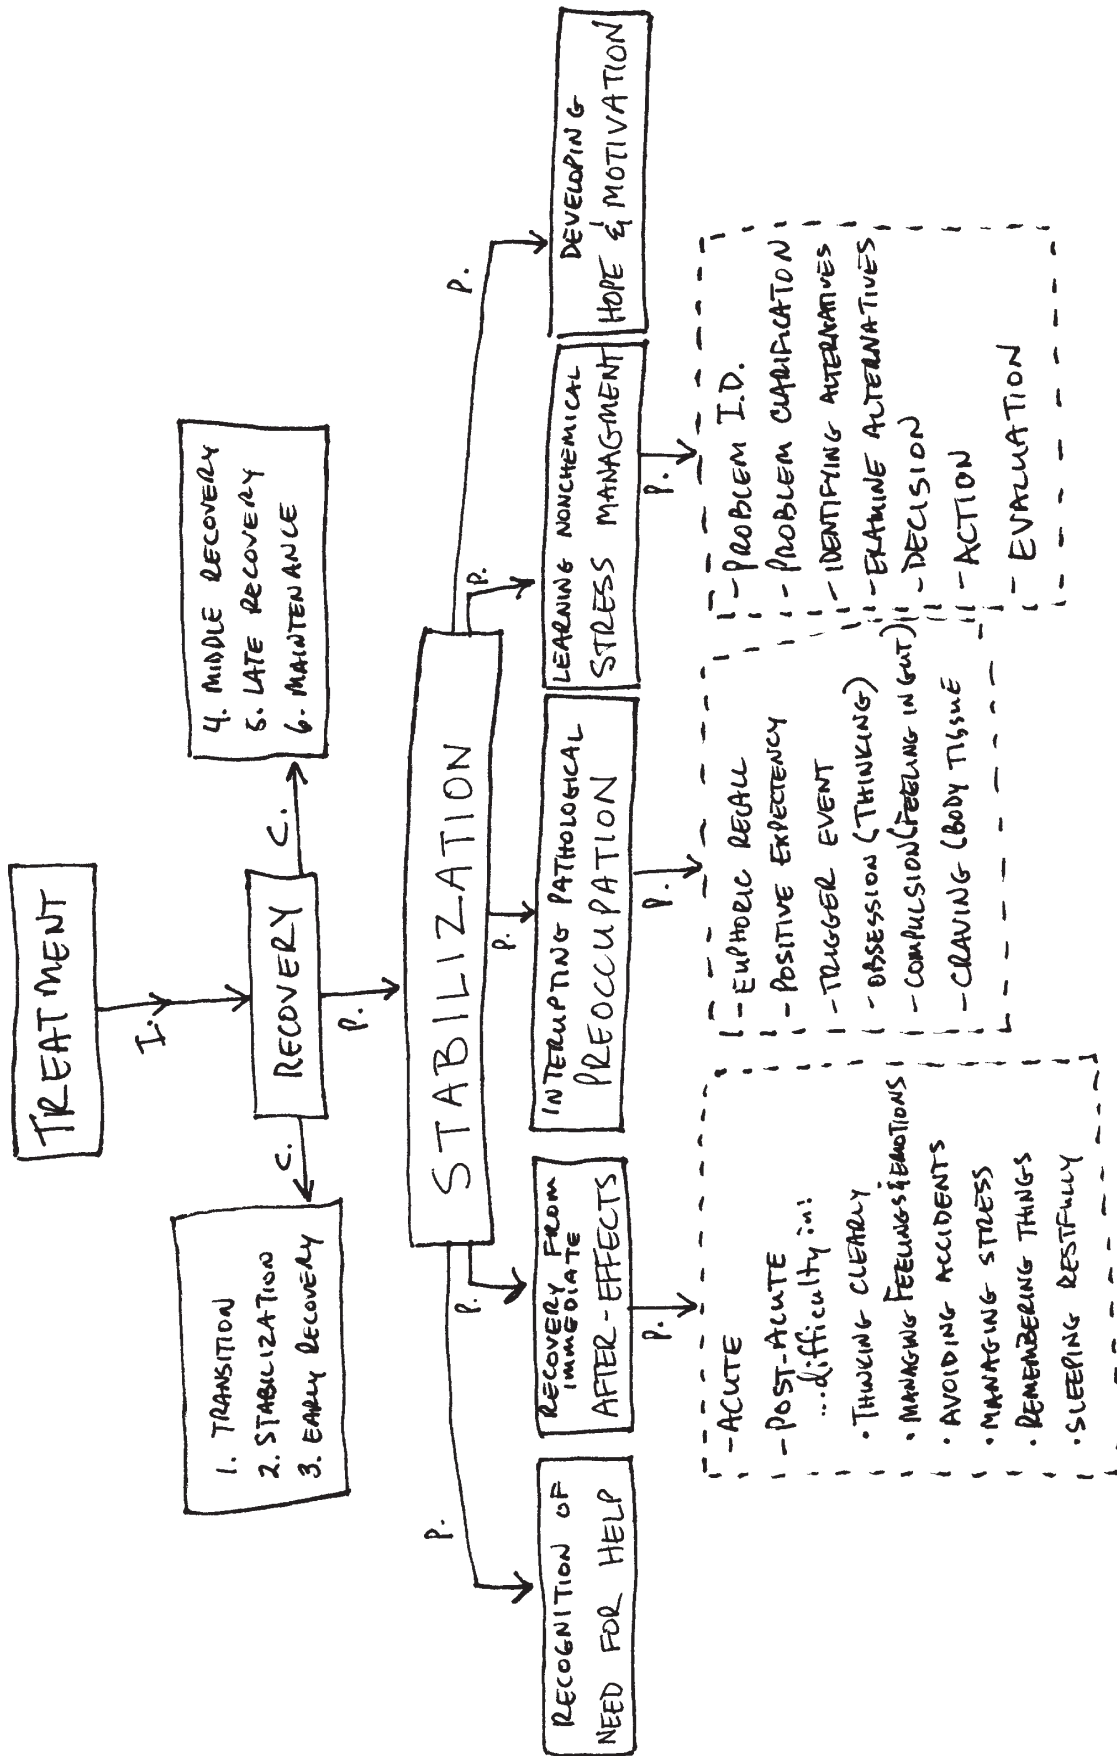 TREATMENT
I.
RECOVERY
C.
C.
1. TRANSITION
2. STABILIZATION
3. EARLY RECOVERY
4. MIDDLE RECOVERY
5. LATE RECOVERY
6. MAINTENANCE
P.
STABILIZATION
P.
P.
P.
P.
P.
RECOGNITION OF
NEED FOR HELP
RECOVERY FROM
IMMEDIATE
AFTER-EFFECTS
INTERRUPTING PATHOLOGICAL
PREOCCUPATION
LEARNING NONCHEMICAL
STRESS MANAGMENT
DEVELOPING
HOPE & MOTIVATION
P.
P.
P.
- ACUTE
- POST-ACUTE
...difficulty in:
• THINKING CLEARLY
• MANAGING FEELINGS & EMOTIONS
• AVOIDING ACCIDENTS
• MANAGING STRESS
• REMEMBERING THINGS
• SLEEPING RESTFULLY
- EUPHORIC RECALL
- POSITIVE EXPECTENCY
- TRIGGER EVENT
- OBSESSION (THINKING)
- COMPULSION (FEELING IN GUT)
- CRAVING (BODY TISSUE
- PROBLEM I.D.
- PROBLEM CLARIFICATION
- IDENTIFYING ALTERNATIVES
- EXAMINE ALTERNATIVES
- DECISION
- ACTION
- EVALUATION